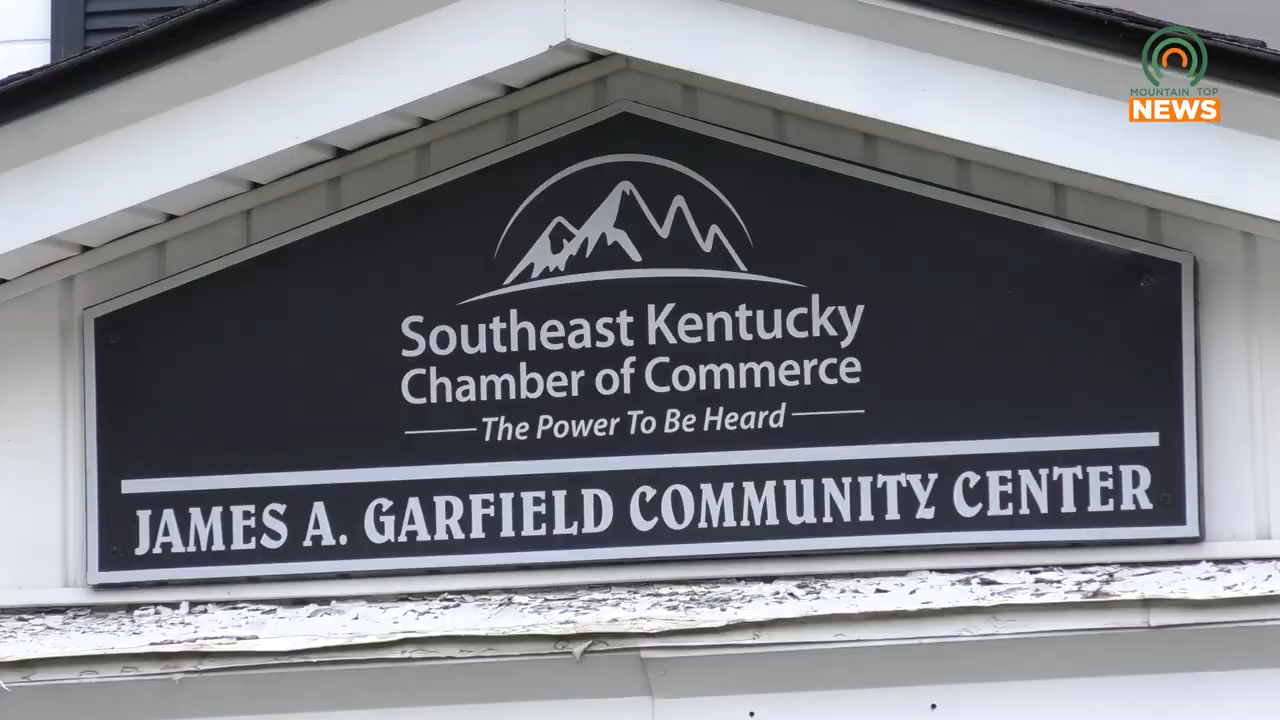 MOUNTAIN TOP
NEWS
Southeast Kentucky
Chamber of Commerce
The Power To Be Heard
JAMES A. GARFIELD COMMUNITY CENTER